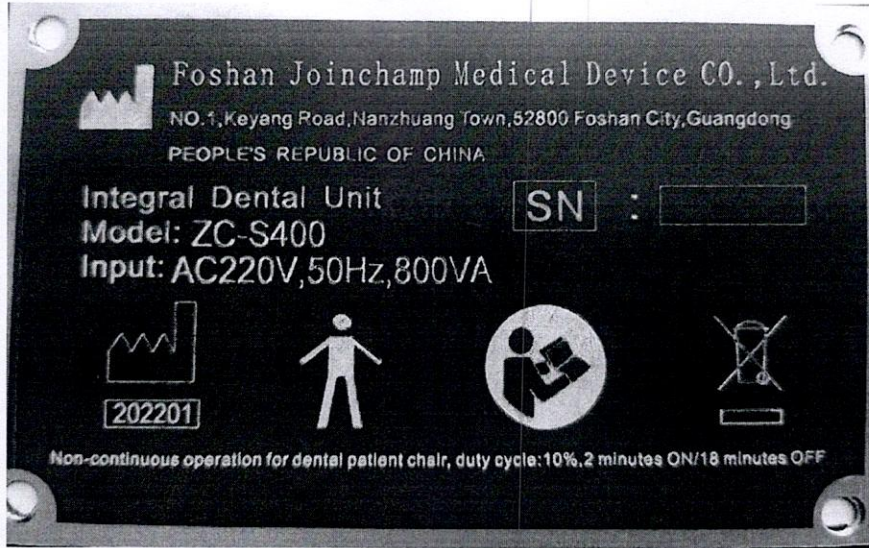 Foshan Joinchamp Medical Device CO.,Ltd.
NO.1,Keyang Road,Nanzhuang Town,52800 Foshan City,Guangdong
PEOPLE'S REPUBLIC OF CHINA
Integral Dental Unit
SN :
Model: ZC-S400
Input: AC220V,50Hz,800VA
202201
Non-continuous operation for dental patient chair, duty cycle:10%,2 minutes ON/18 minutes OFF